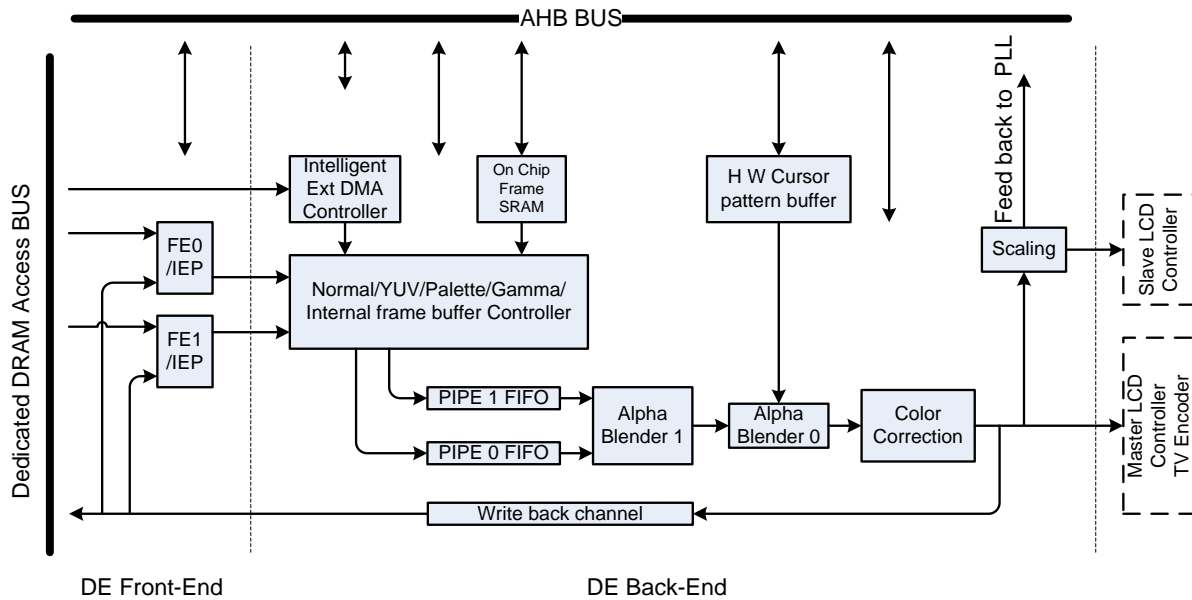 AHB BUS
Dedicated DRAM Access BUS
Intelligent
Ext DMA
Controller
On Chip
Frame
SRAM
H W Cursor
pattern buffer
Feed back to PLL
Scaling
Slave LCD
Controller
FE0
/IEP
FE1
/IEP
Normal/YUV/Palette/Gamma/
Internal frame buffer Controller
PIPE 1 FIFO
PIPE 0 FIFO
Alpha
Blender 1
Alpha
Blender 0
Color
Correction
Master LCD
Controller
TV Encoder
Write back channel
DE Front-End
DE Back-End